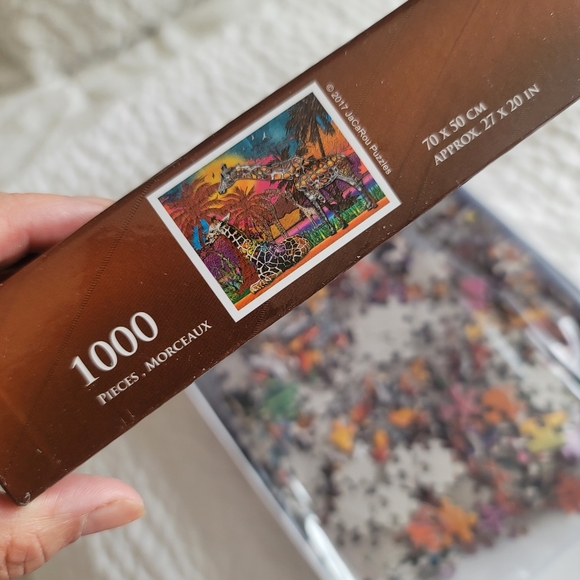 1000
PIECES . MORCEAUX
© 2017 JaCaRou Puzzles
70 X 50 CM
APPROX. 27 X 20 IN